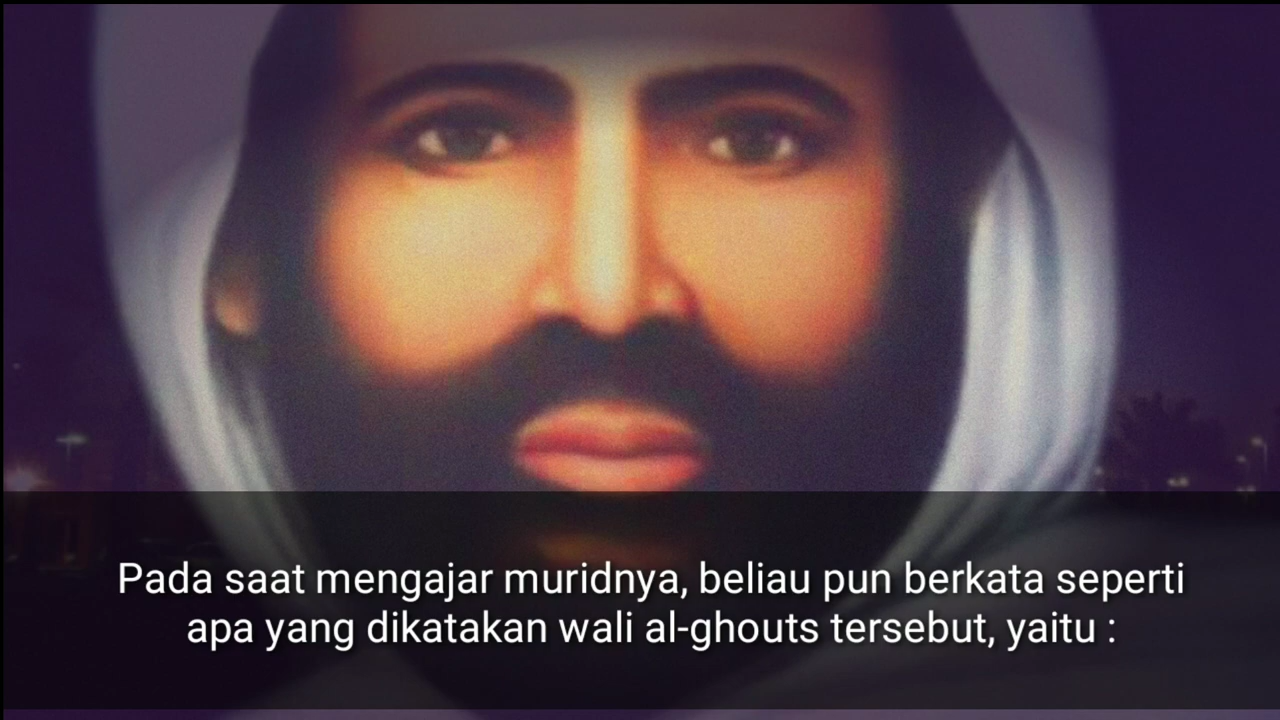 Pada saat mengajar muridnya, beliau pun berkata seperti
apa yang dikatakan wali al-ghouts tersebut, yaitu :